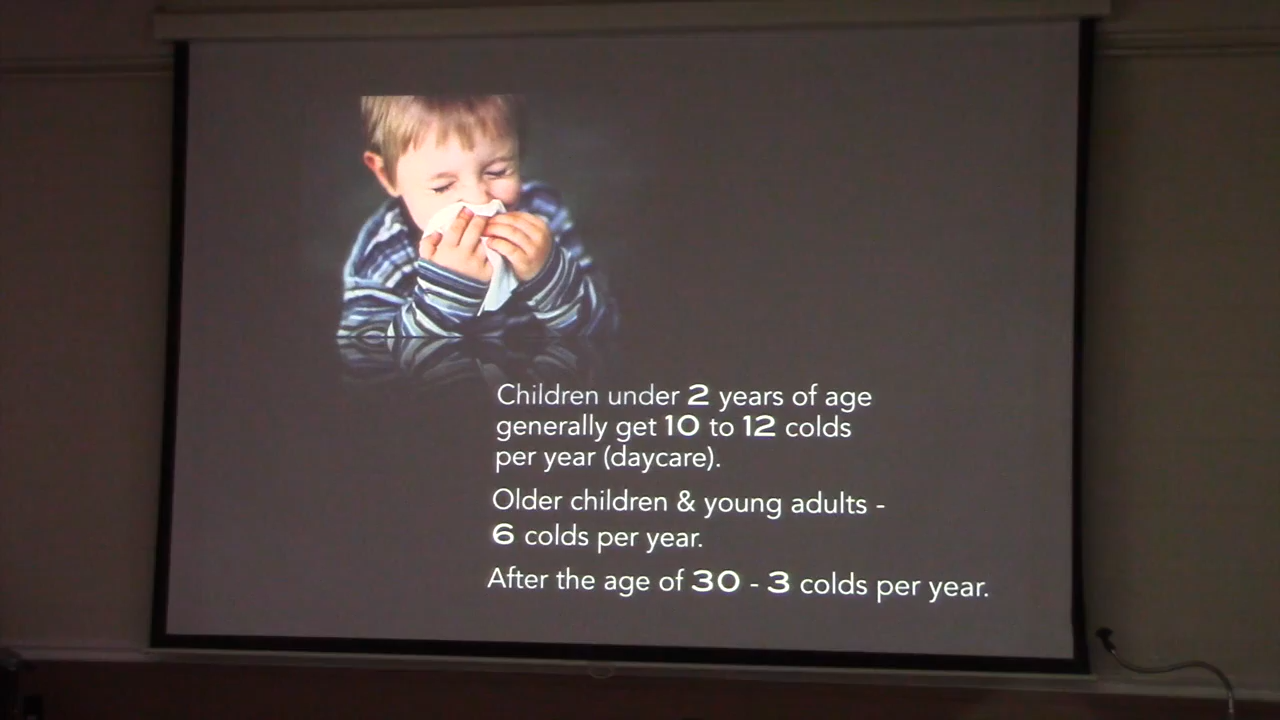 Children under 2 years of age
generally get 10 to 12 colds
per year (daycare).
Older children & young adults -
6 colds per year.
After the age of 30 - 3 colds per year.